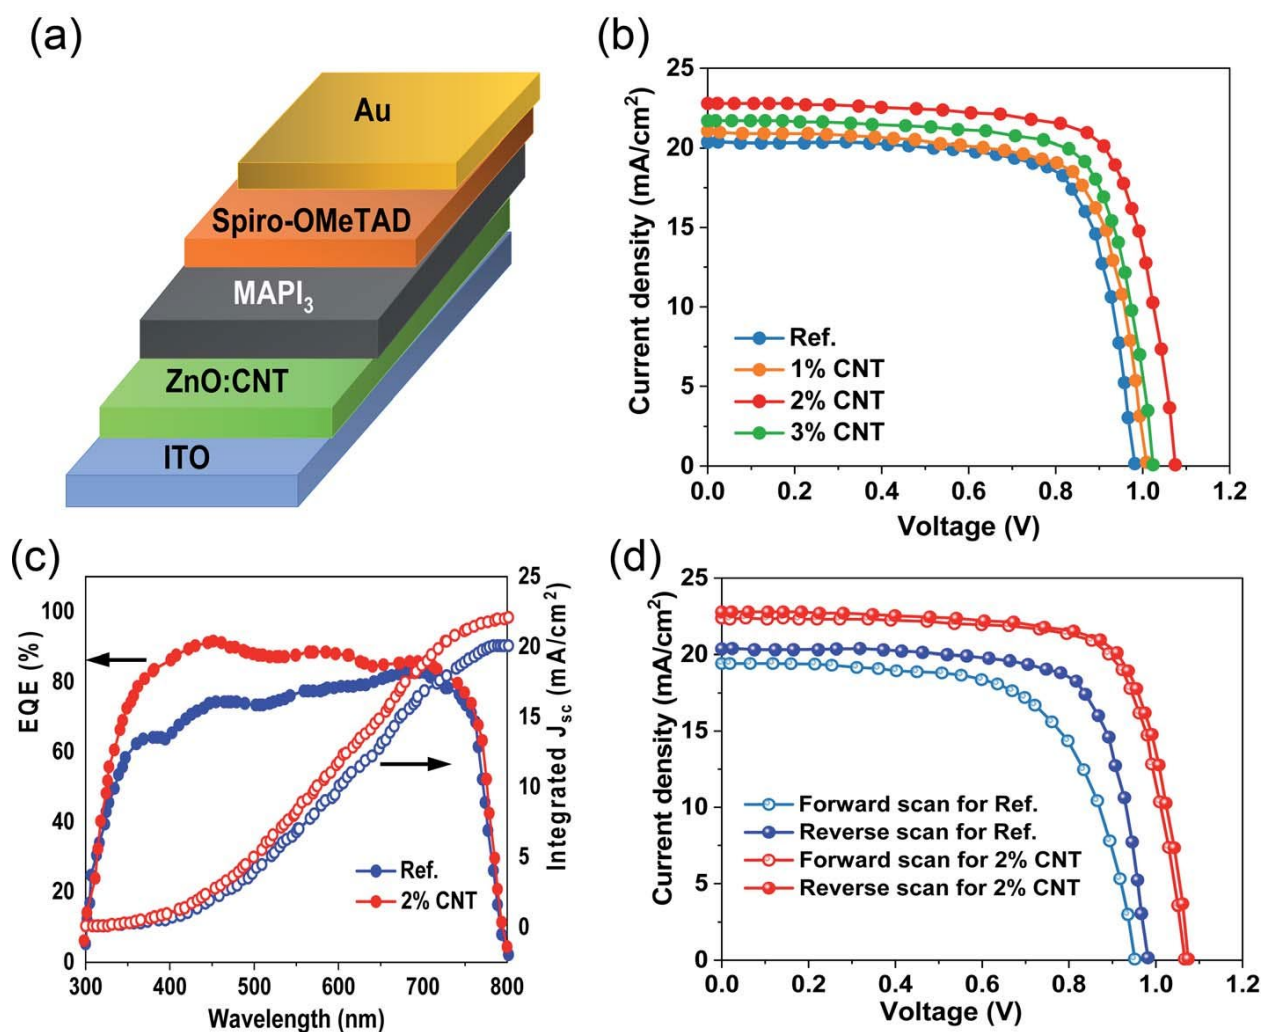 (a)
Au
Spiro-OMeTAD
MAPI3
ZnO:CNT
ITO
(b)
Current density (mA/cm2)
25
20
15
10
5
0
Ref.
1% CNT
2% CNT
3% CNT
0.0 0.2 0.4 0.6 0.8 1.0 1.2
Voltage (V)
(c)
EQE (%)
100
80
60
40
20
0
Ref.
2% CNT
25
20
15
10
5
0
Integrated Jsc (mA/cm2)
300 400 500 600 700 800
Wavelength (nm)
(d)
Current density (mA/cm2)
25
20
15
10
5
0
Forward scan for Ref.
Reverse scan for Ref.
Forward scan for 2% CNT
Reverse scan for 2% CNT
0.0 0.2 0.4 0.6 0.8 1.0 1.2
Voltage (V)